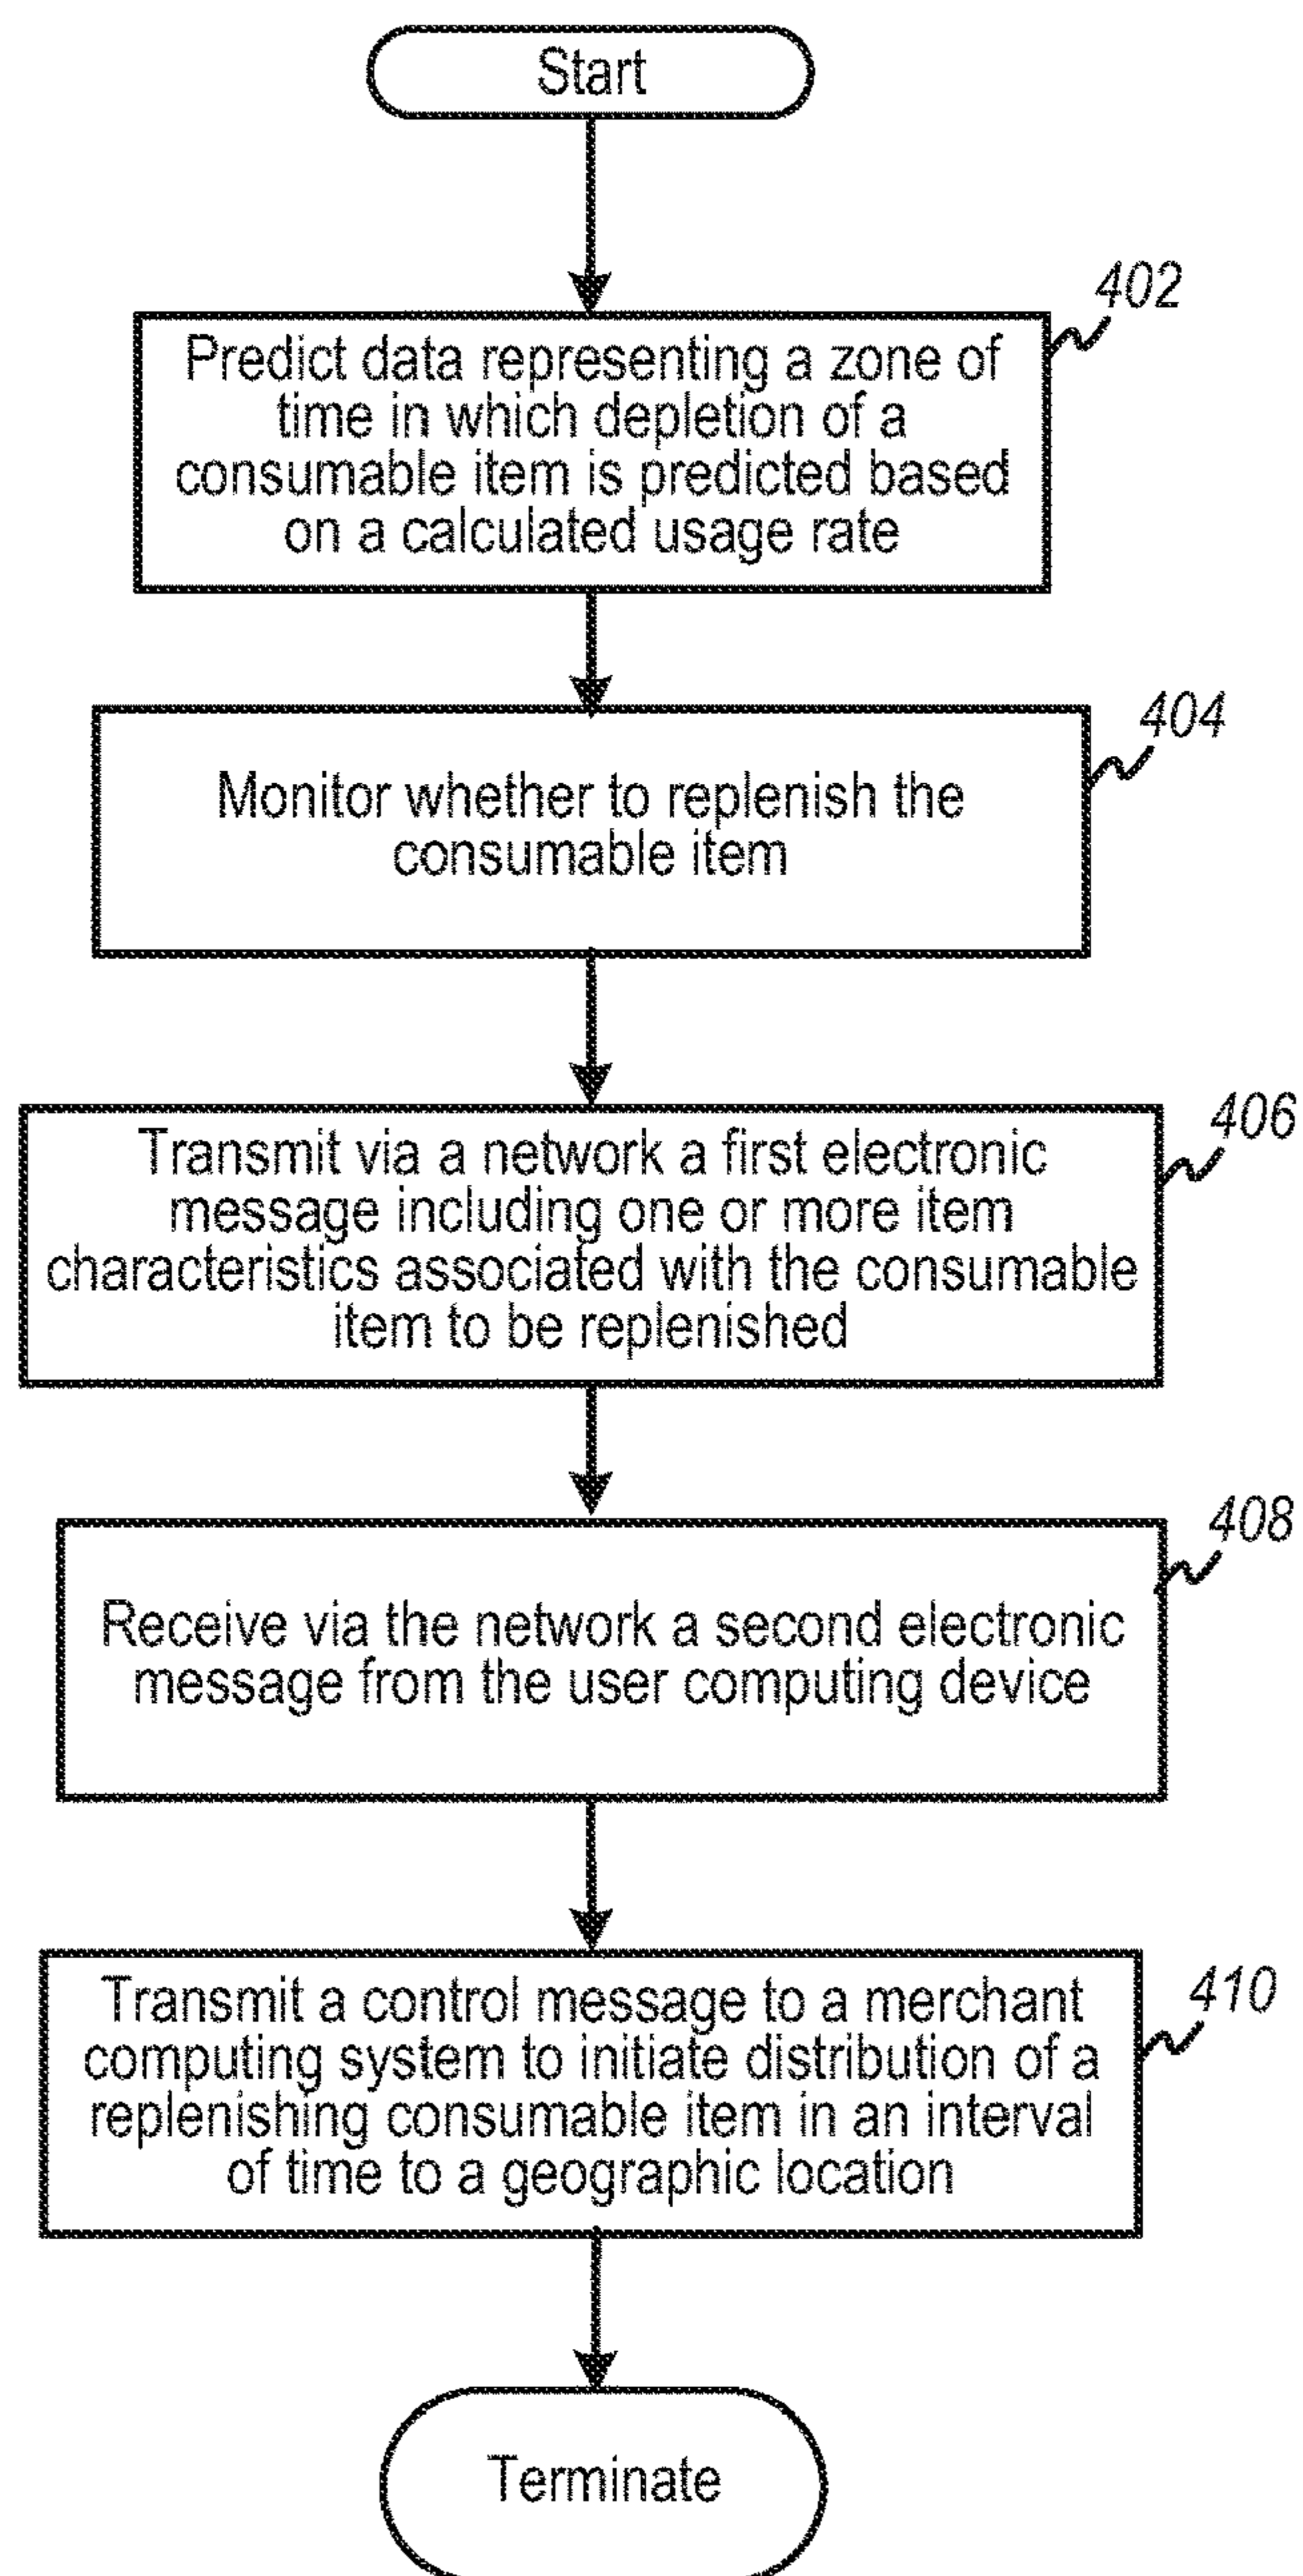 Start
402
Predict data representing a zone of
time in which depletion of a
consumable item is predicted based
on a calculated usage rate
404
Monitor whether to replenish the
consumable item
406
Transmit via a network a first electronic
message including one or more item
characteristics associated with the consumable
item to be replenished
408
Receive via the network a second electronic
message from the user computing device
410
Transmit a control message to a merchant
computing system to initiate distribution of a
replenishing consumable item in an interval
of time to a geographic location
Terminate